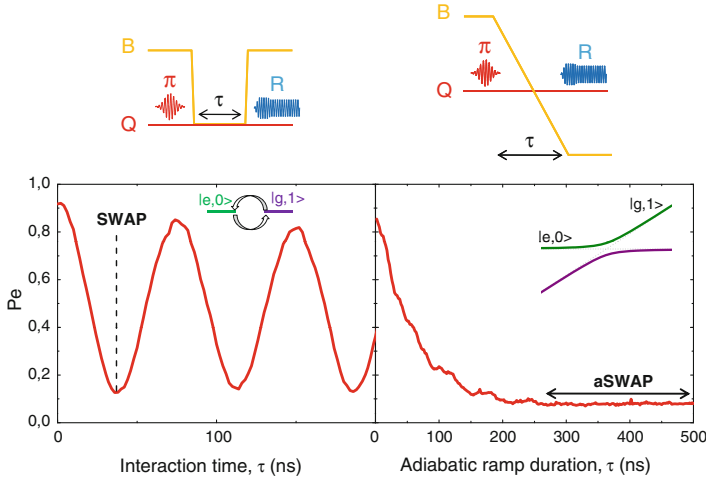 B
π
R
τ
Q
B
π
R
Q
τ
1,0
0,8
0,6
0,4
0,2
0,0
Pe
SWAP
|e,0>
|g,1>
0
100
Interaction time, τ (ns)
|g,1>
|e,0>
aSWAP
0
100
200
300
400
500
Adiabatic ramp duration, τ (ns)